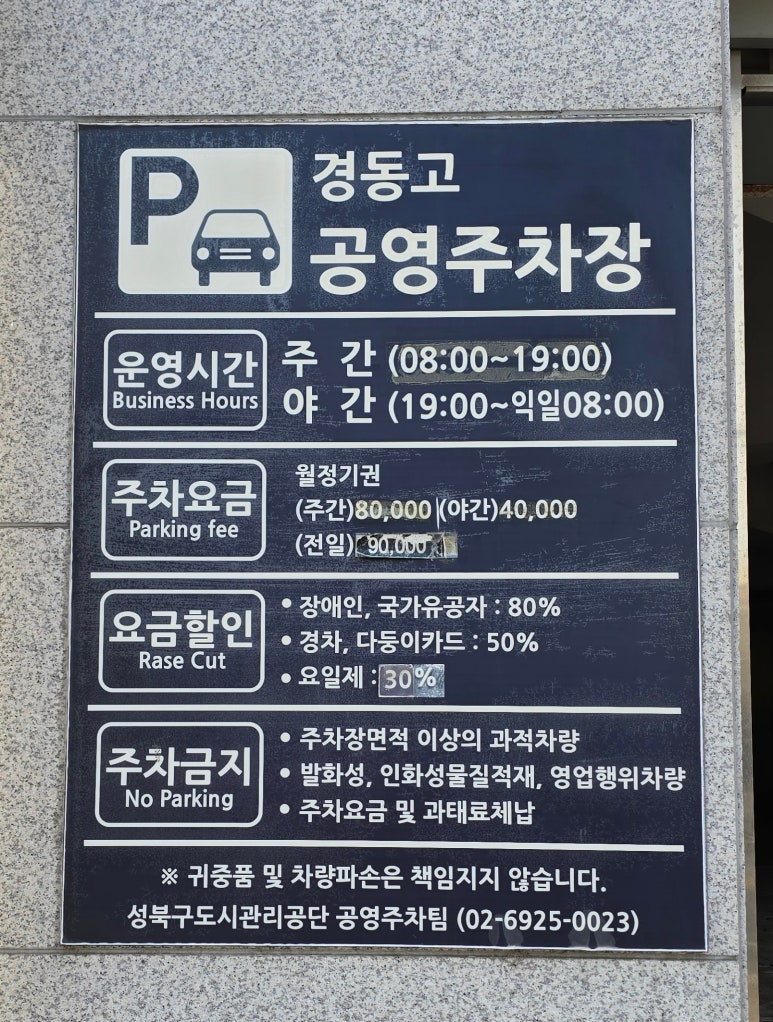 P
경동고
공영주차장
운영시간
Business Hours
주 간 (08:00~19:00)
야 간 (19:00~익일08:00)
주차요금
Parking fee
월정기권
(주간)80,000 (야간)40,000
(전일) 90,000
요금할인
Rase Cut
• 장애인, 국가유공자 : 80%
• 경차, 다둥이카드 : 50%
• 요일제 : 30%
주차금지
No Parking
• 주차장면적 이상의 과적차량
• 발화성, 인화성물질적재, 영업행위차량
• 주차요금 및 과태료체납
※ 귀중품 및 차량파손은 책임지지 않습니다.
성북구도시관리공단 공영주차팀 (02-6925-0023)